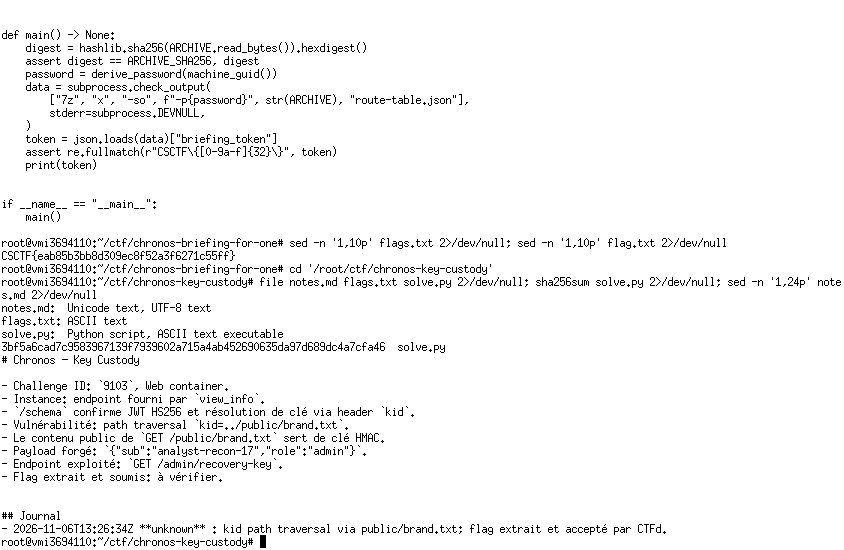 def main() -> None:
    digest = hashlib.sha256(ARCHIVE.read_bytes()).hexdigest()
    assert digest == ARCHIVE_SHA256, digest
    password = derive_password(machine_guid())
    data = subprocess.check_output(
        ["7z", "x", "-so", f"-p{password}", str(ARCHIVE), "route-table.json"],
        stderr=subprocess.DEVNULL,
    )
    token = json.loads(data)["briefing_token"]
    assert re.fullmatch(r"CSCTF\{[0-9a-f]{32}\}", token)
    print(token)
if __name__ == "__main__":
    main()
root@vmi3694110:~/ctf/chronos-briefing-for-one# sed -n '1,10p' flags.txt 2>/dev/null; sed -n '1,10p' flag.txt 2>/dev/null
CSCTF{eab85b3bb8d309ec8f52a3f6271c55ff}
root@vmi3694110:~/ctf/chronos-briefing-for-one# cd '/root/ctf/chronos-key-custody'
root@vmi3694110:~/ctf/chronos-key-custody# file notes.md flags.txt solve.py 2>/dev/null; sha256sum solve.py 2>/dev/null; sed -n '1,24p' note
s.md 2>/dev/null
notes.md:  Unicode text, UTF-8 text
flags.txt: ASCII text
solve.py:  Python script, ASCII text executable
3bf5a6cad7c9583967139f7939602a715a4ab452690635da97d689dc4a7cfa46  solve.py
# Chronos — Key Custody
- Challenge ID: `9103`, Web container.
- Instance: endpoint fourni par `view_info`.
- `/schema` confirme JWT HS256 et résolution de clé via header `kid`.
- Vulnérabilité: path traversal `kid=../public/brand.txt`.
- Le contenu public de `GET /public/brand.txt` sert de clé HMAC.
- Payload forgé: `{"sub":"analyst-recon-17","role":"admin"}`.
- Endpoint exploité: `GET /admin/recovery-key`.
- Flag extrait et soumis: à vérifier.
## Journal
- 2026-11-06T13:26:34Z **unknown** : kid path traversal via public/brand.txt; flag extrait et accepté par CTFd.
root@vmi3694110:~/ctf/chronos-key-custody#